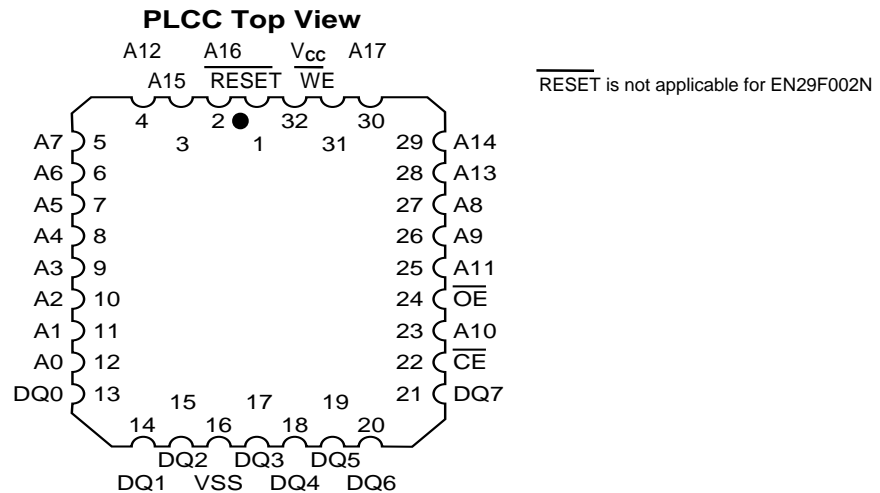 PLCC Top View
A12 A16 Vcc A17
A15 RESET WE
RESET is not applicable for EN29F002N
4 2 32 30
3 1 31
A7 5 29 A14
A6 6 28 A13
A5 7 27 A8
A4 8 26 A9
A3 9 25 A11
A2 10 24 OE
A1 11 23 A10
A0 12 22 CE
DQ0 13 21 DQ7
15 17 19
14 16 18 20
DQ2 DQ3 DQ5
DQ1 VSS DQ4 DQ6